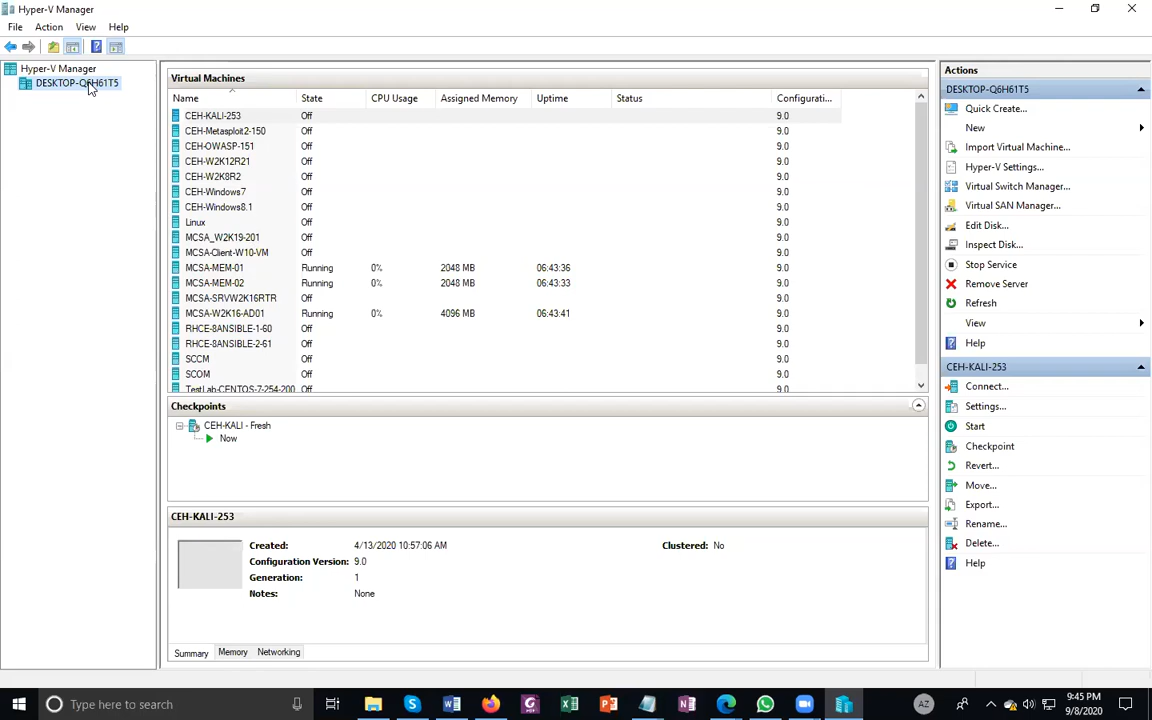 Hyper-V Manager
File Action View Help
Hyper-V Manager
DESKTOP-Q6H61T5
Virtual Machines
Name State CPU Usage Assigned Memory Uptime Status Configurati...
CEH-KALI-253 Off 9.0
CEH-Metasploit2-150 Off 9.0
CEH-OWASP-151 Off 9.0
CEH-W2K12R21 Off 9.0
CEH-W2K8R2 Off 9.0
CEH-Windows7 Off 9.0
CEH-Windows8.1 Off 9.0
Linux Off 9.0
MCSA_W2K19-201 Off 9.0
MCSA-Client-W10-VM Off 9.0
MCSA-MEM-01 Running 0% 2048 MB 06:43:36 9.0
MCSA-MEM-02 Running 0% 2048 MB 06:43:33 9.0
MCSA-SRVW2K16RTR Off 9.0
MCSA-W2K16-AD01 Running 0% 4096 MB 06:43:41 9.0
RHCE-8ANSIBLE-1-60 Off 9.0
RHCE-8ANSIBLE-2-61 Off 9.0
SCCM Off 9.0
SCOM Off 9.0
TestLab-CENTOS-7-254-200 Off 9.0
Checkpoints
CEH-KALI - Fresh
Now
CEH-KALI-253
Created: 4/13/2020 10:57:06 AM Clustered: No
Configuration Version: 9.0
Generation: 1
Notes: None
Summary Memory Networking
Actions
DESKTOP-Q6H61T5
Quick Create...
New
Import Virtual Machine...
Hyper-V Settings...
Virtual Switch Manager...
Virtual SAN Manager...
Edit Disk...
Inspect Disk...
Stop Service
Remove Server
Refresh
View
Help
CEH-KALI-253
Connect...
Settings...
Start
Checkpoint
Revert...
Move...
Export...
Rename...
Delete...
Help
Type here to search
AZ
9:45 PM
9/8/2020